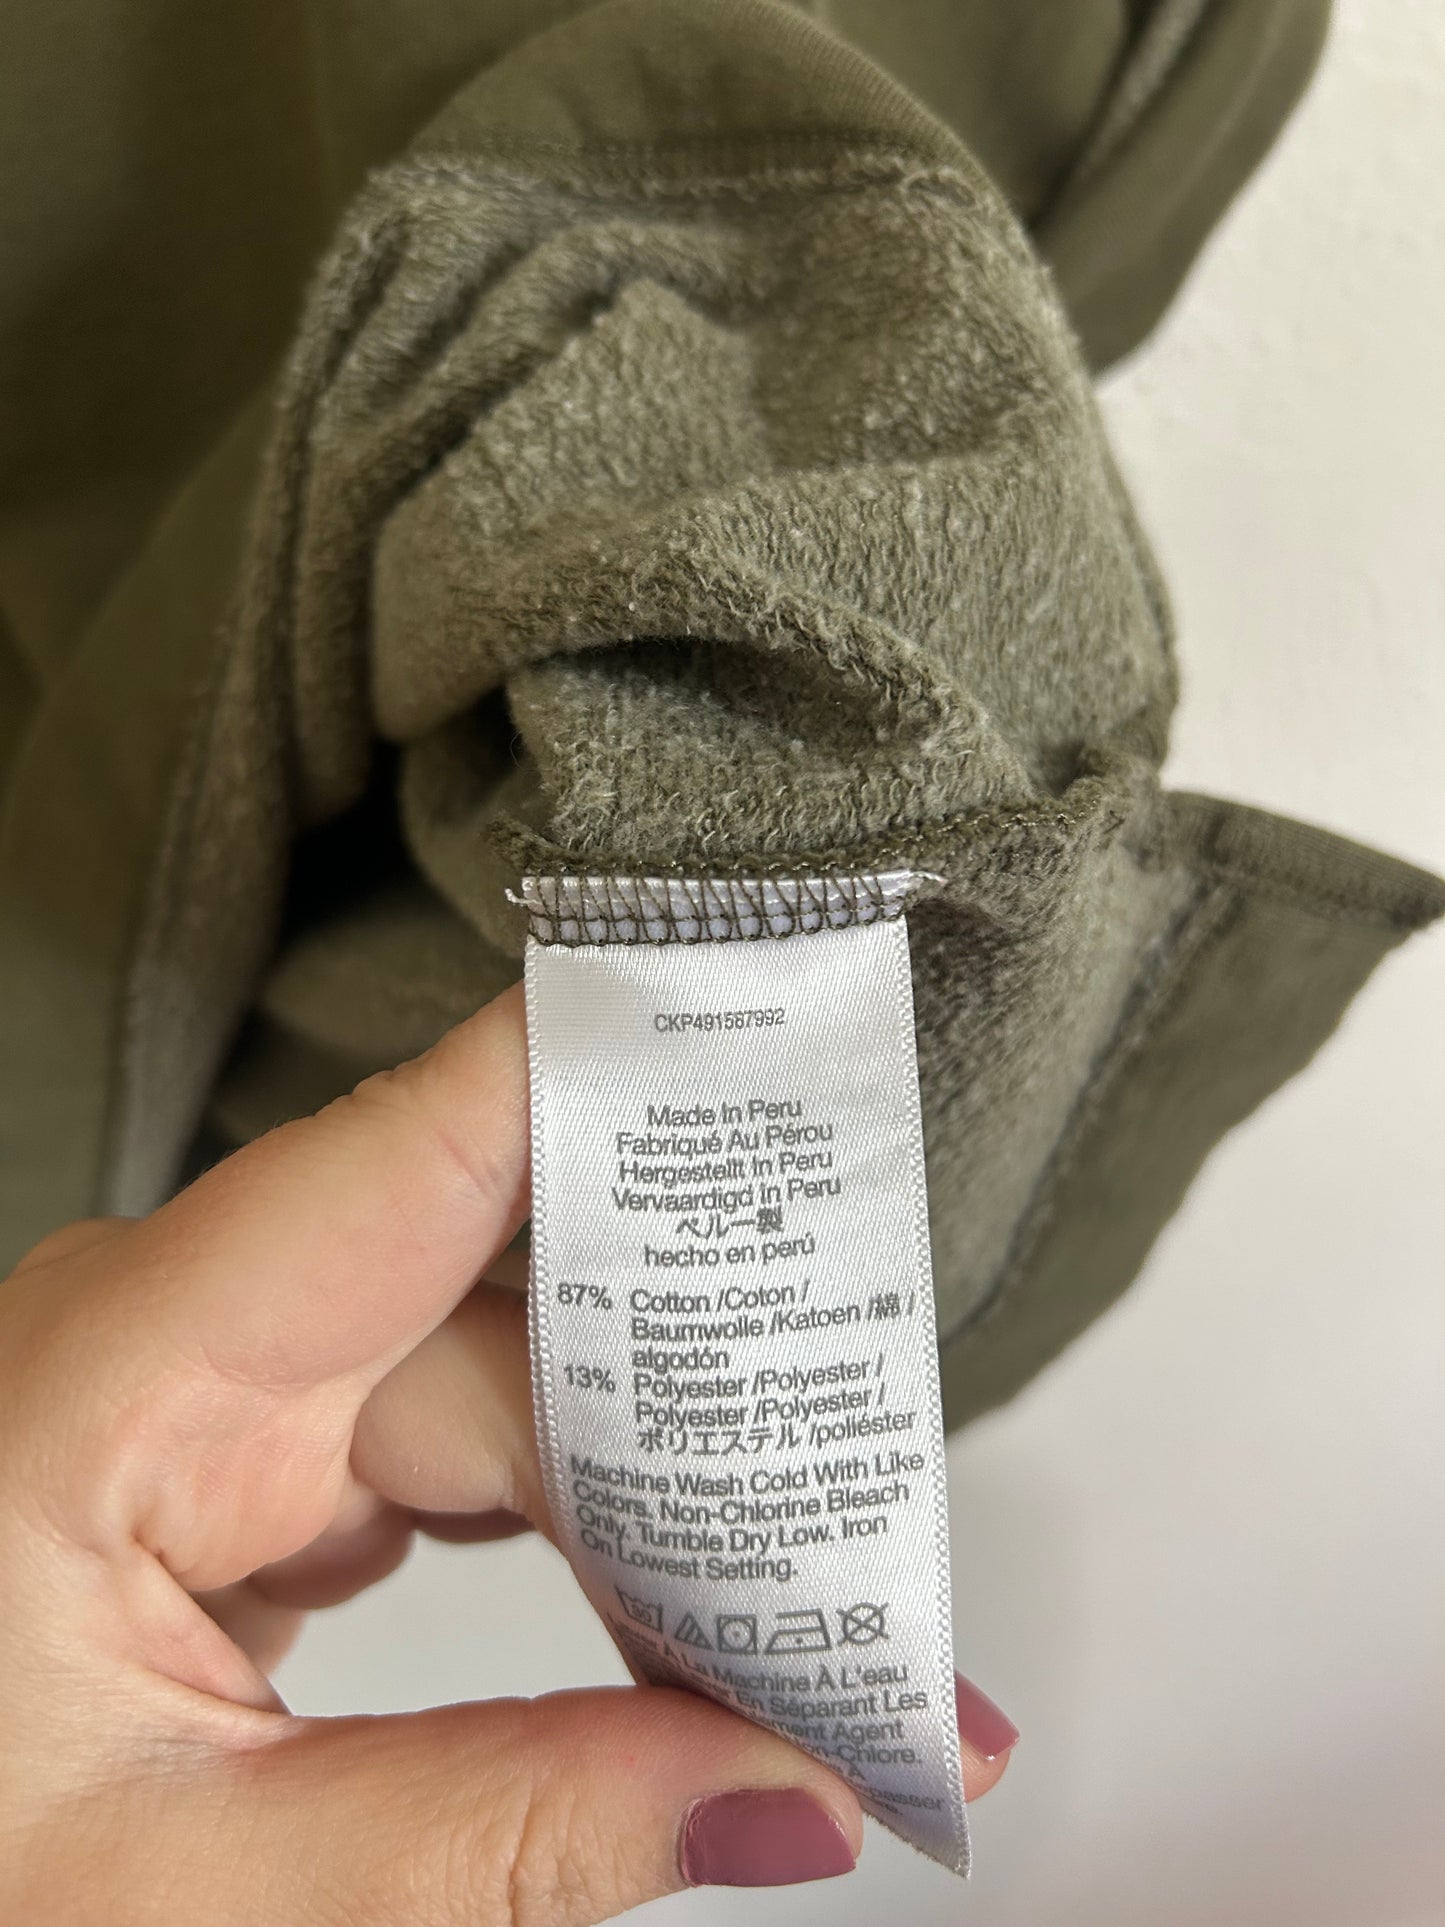 CKP491587992
Made In Peru
Fabriqué Au Pérou
Hergestellt In Peru
Vervaardigd in Peru
ペルー製
hecho en perú
87% Cotton /Coton /
Baumwolle /Katoen /綿 /
algodón
13% Polyester /Polyester /
Polyester /Polyester /
ポリエステル /poliéster
Machine Wash Cold With Like
Colors. Non-Chlorine Bleach
Only. Tumble Dry Low. Iron
On Lowest Setting.
30
À La Machine À L'eau
En Séparant Les
Agent
A